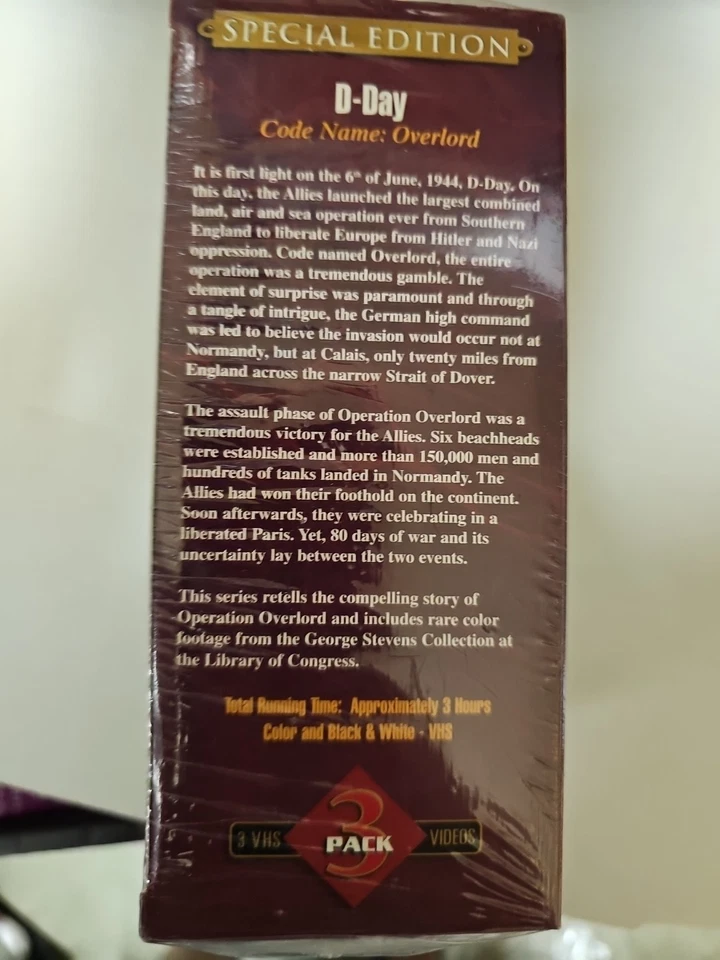 SPECIAL EDITION
D-Day
Code Name: Overlord
It is first light on the 6th of June, 1944, D-Day. On
this day, the Allies launched the largest combined
land, air and sea operation ever from Southern
England to liberate Europe from Hitler and Nazi
oppression. Code named Overlord, the entire
operation was a tremendous gamble. The
element of surprise was paramount and through
a tangle of intrigue, the German high command
was led to believe the invasion would occur not at
Normandy, but at Calais, only twenty miles from
England across the narrow Strait of Dover.
The assault phase of Operation Overlord was a
tremendous victory for the Allies. Six beachheads
were established and more than 150,000 men and
hundreds of tanks landed in Normandy. The
Allies had won their foothold on the continent.
Soon afterwards, they were celebrating in a
liberated Paris. Yet, 80 days of war and its
uncertainty lay between the two events.
This series retells the compelling story of
Operation Overlord and includes rare color
footage from the George Stevens Collection at
the Library of Congress.
Total Running Time: Approximately 3 Hours
Color and Black & White - VHS
3 VHS 3 PACK VIDEOS